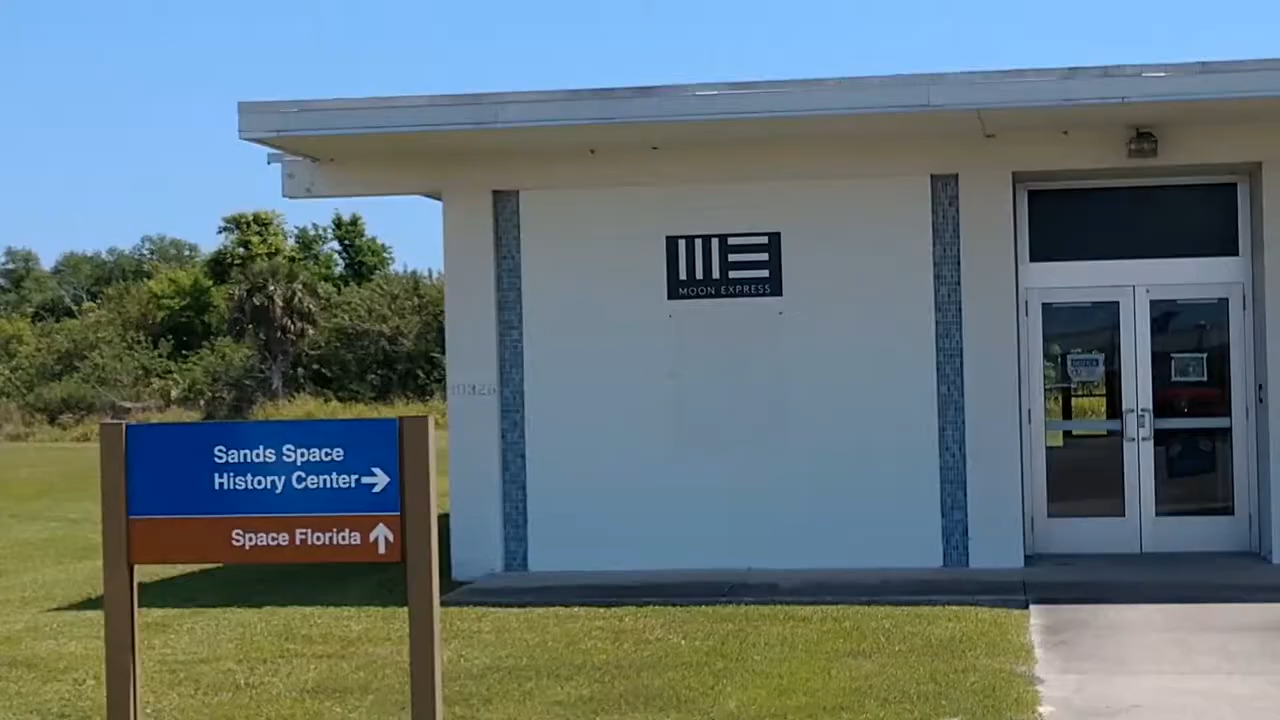 MOON EXPRESS
Sands Space
History Center →
Space Florida ↑